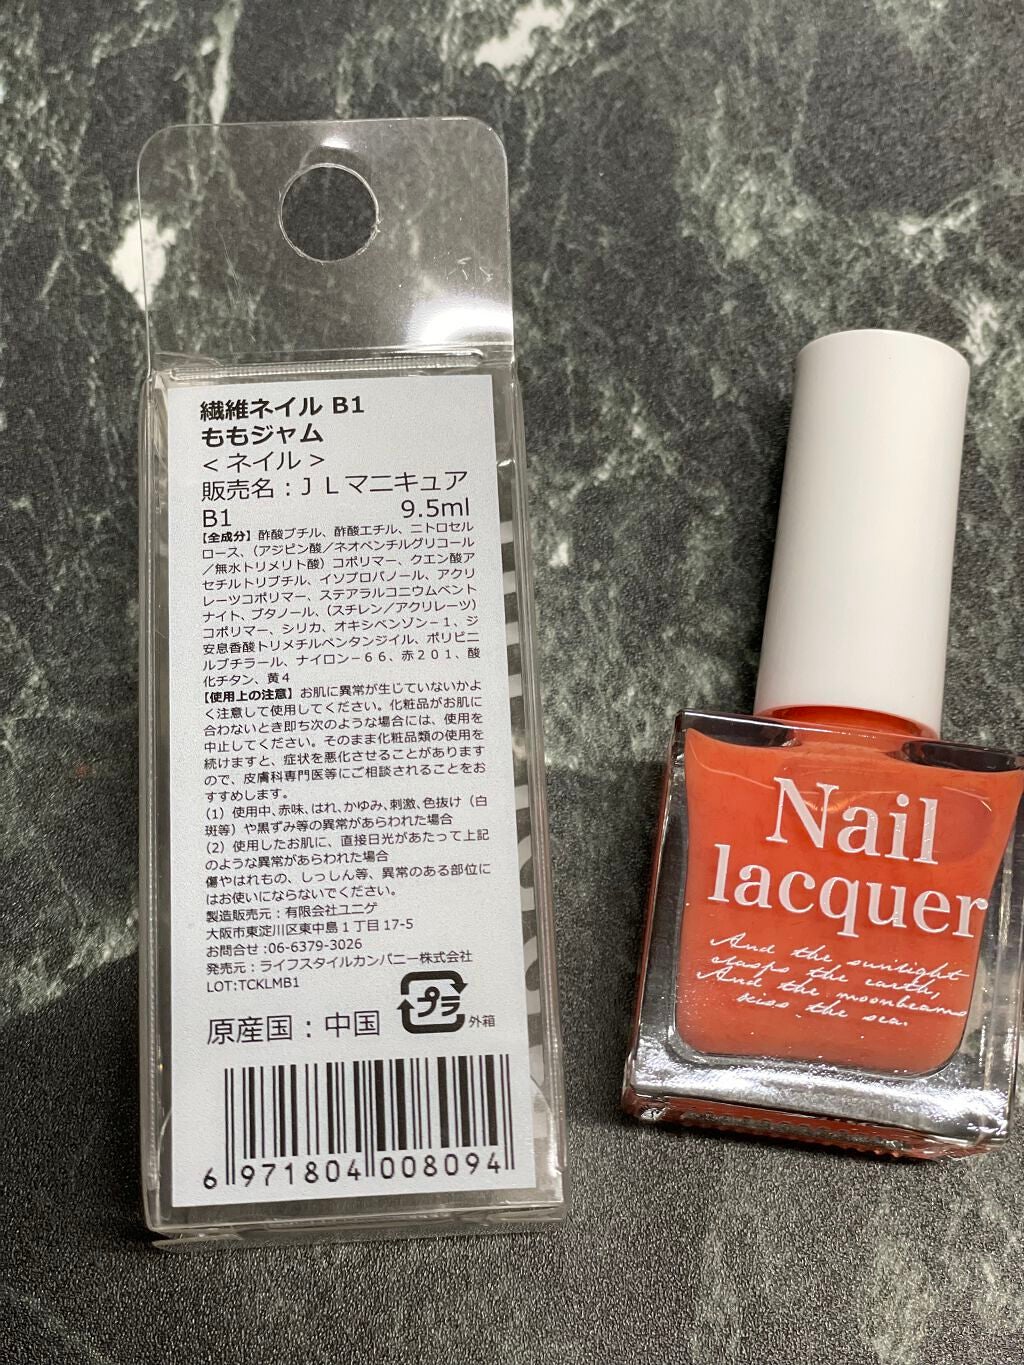 繊維ネイル B1
ももジャム
< ネイル >
販売名：ＪＬマニキュア
B1 9.5ml
【全成分】酢酸ブチル、酢酸エチル、ニトロセル
ロース、（アジピン酸／ネオペンチルグリコール
／無水トリメリト酸）コポリマー、クエン酸ア
セチルトリブチル、イソプロパノール、アクリ
レーツコポリマー、ステアラルコニウムベント
ナイト、ブタノール、（スチレン／アクリレーツ）
コポリマー、シリカ、オキシベンゾン－１、ジ
安息香酸トリメチルペンタンジイル、ポリビニ
ルブチラール、ナイロン－６６、赤２０１、酸
化チタン、黄４
【使用上の注意】お肌に異常が生じていないかよ
く注意して使用してください。化粧品がお肌に
合わないとき即ち次のような場合には、使用を
中止してください。そのまま化粧品類の使用を
続けますと、症状を悪化させることがあります
ので、皮膚科専門医等にご相談されることをお
すすめします。
（1）使用中、赤味、はれ、かゆみ、刺激、色抜け（白
斑等）や黒ずみ等の異常があらわれた場合
（2）使用したお肌に、直接日光があたって上記
のような異常があらわれた場合
傷やはれもの、しっしん等、異常のある部位に
はお使いにならないでください。
製造販売元：有限会社ユニゲ
大阪市東淀川区東中島１丁目17-5
お問合せ:06-6379-3026
発売元：ライフスタイルカンパニー株式会社
LOT:TCKLMB1
原産国：中国 プラ 外箱
6 971804 008094
Nail
lacquer
And the sunlight
clasps the earth,
And the moonbeams
kiss the sea.